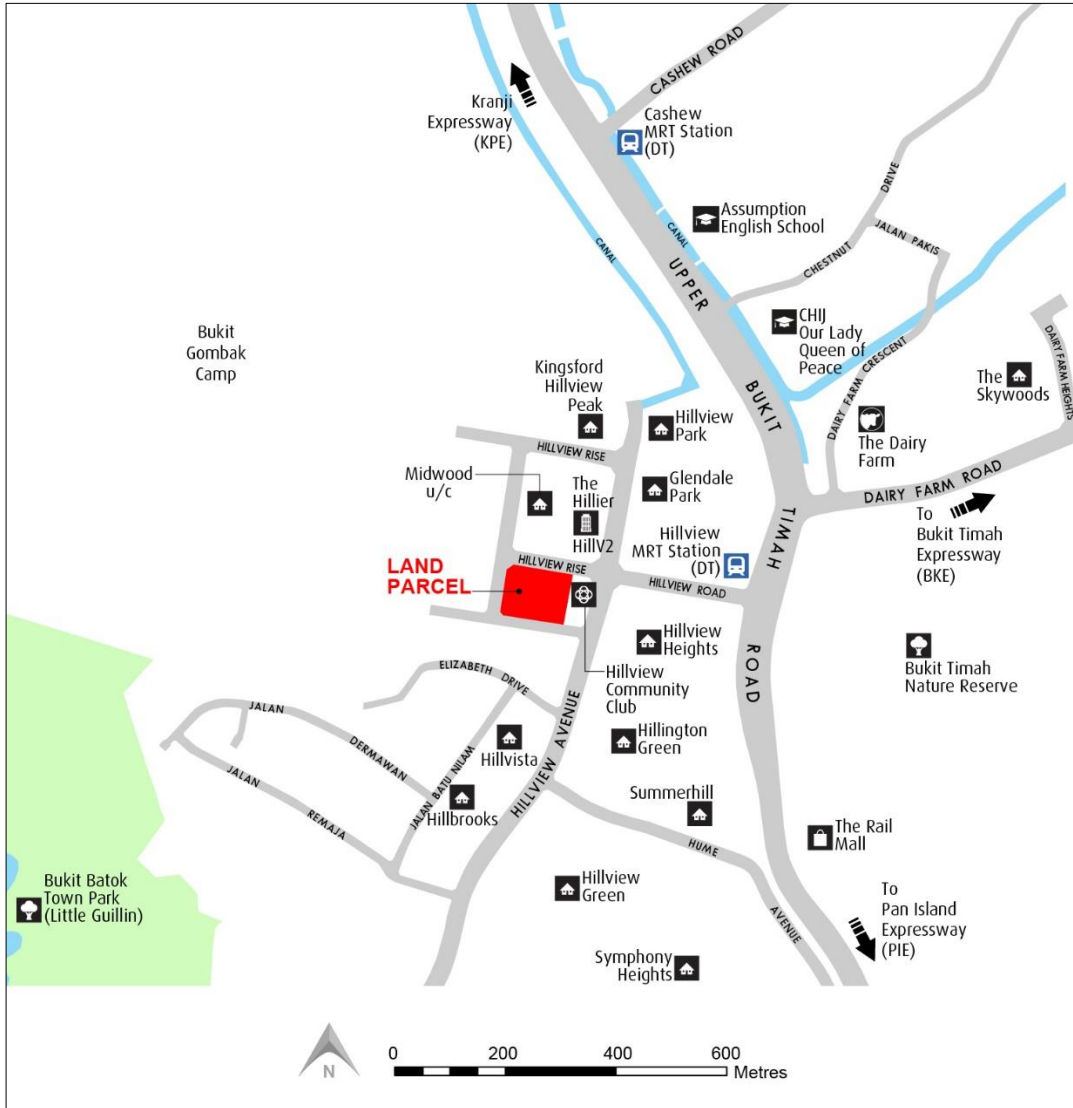 CASHEW ROAD
Kranji
Expressway
(KPE)
Cashew
MRT Station
(DT)
Assumption
English School
CANAL
CANAL
UPPER
BUKIT
TIMAH
ROAD
CHESTNUT
DRIVE
JALAN PAKIS
CHIJ
Our Lady
Queen of
Peace
DAIRY FARM CRESCENT
DAIRY FARM HEIGHTS
The
Skywoods
Bukit
Gombak
Camp
Kingsford
Hillview
Peak
Hillview
Park
The Dairy
Farm
HILLVIEW RISE
DAIRY FARM ROAD
Midwood
u/c
The
Hillier
HillV2
Glendale
Park
To
Bukit Timah
Expressway
(BKE)
Hillview
MRT Station
(DT)
LAND
PARCEL
HILLVIEW RISE
HILLVIEW ROAD
Hillview
Heights
Bukit Timah
Nature Reserve
ELIZABETH DRIVE
Hillview
Community
Club
JALAN
DERMAWAN
JALAN
REMAJA
JALAN BATU NILAM
Hillvista
HILLVIEW AVENUE
Hillington
Green
Hillbrooks
Summerhill
HUME
AVENUE
The Rail
Mall
Bukit Batok
Town Park
(Little Guillin)
Hillview
Green
To
Pan Island
Expressway
(PIE)
Symphony
Heights
N
0 200 400 600
Metres